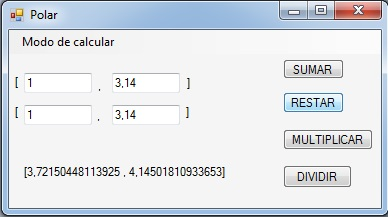 Polar
Modo de calcular
[ 1 , 3,14 ]
SUMAR
[ 1 , 3,14 ]
RESTAR
MULTIPLICAR
[3,72150448113925 , 4,14501810933653]
DIVIDIR